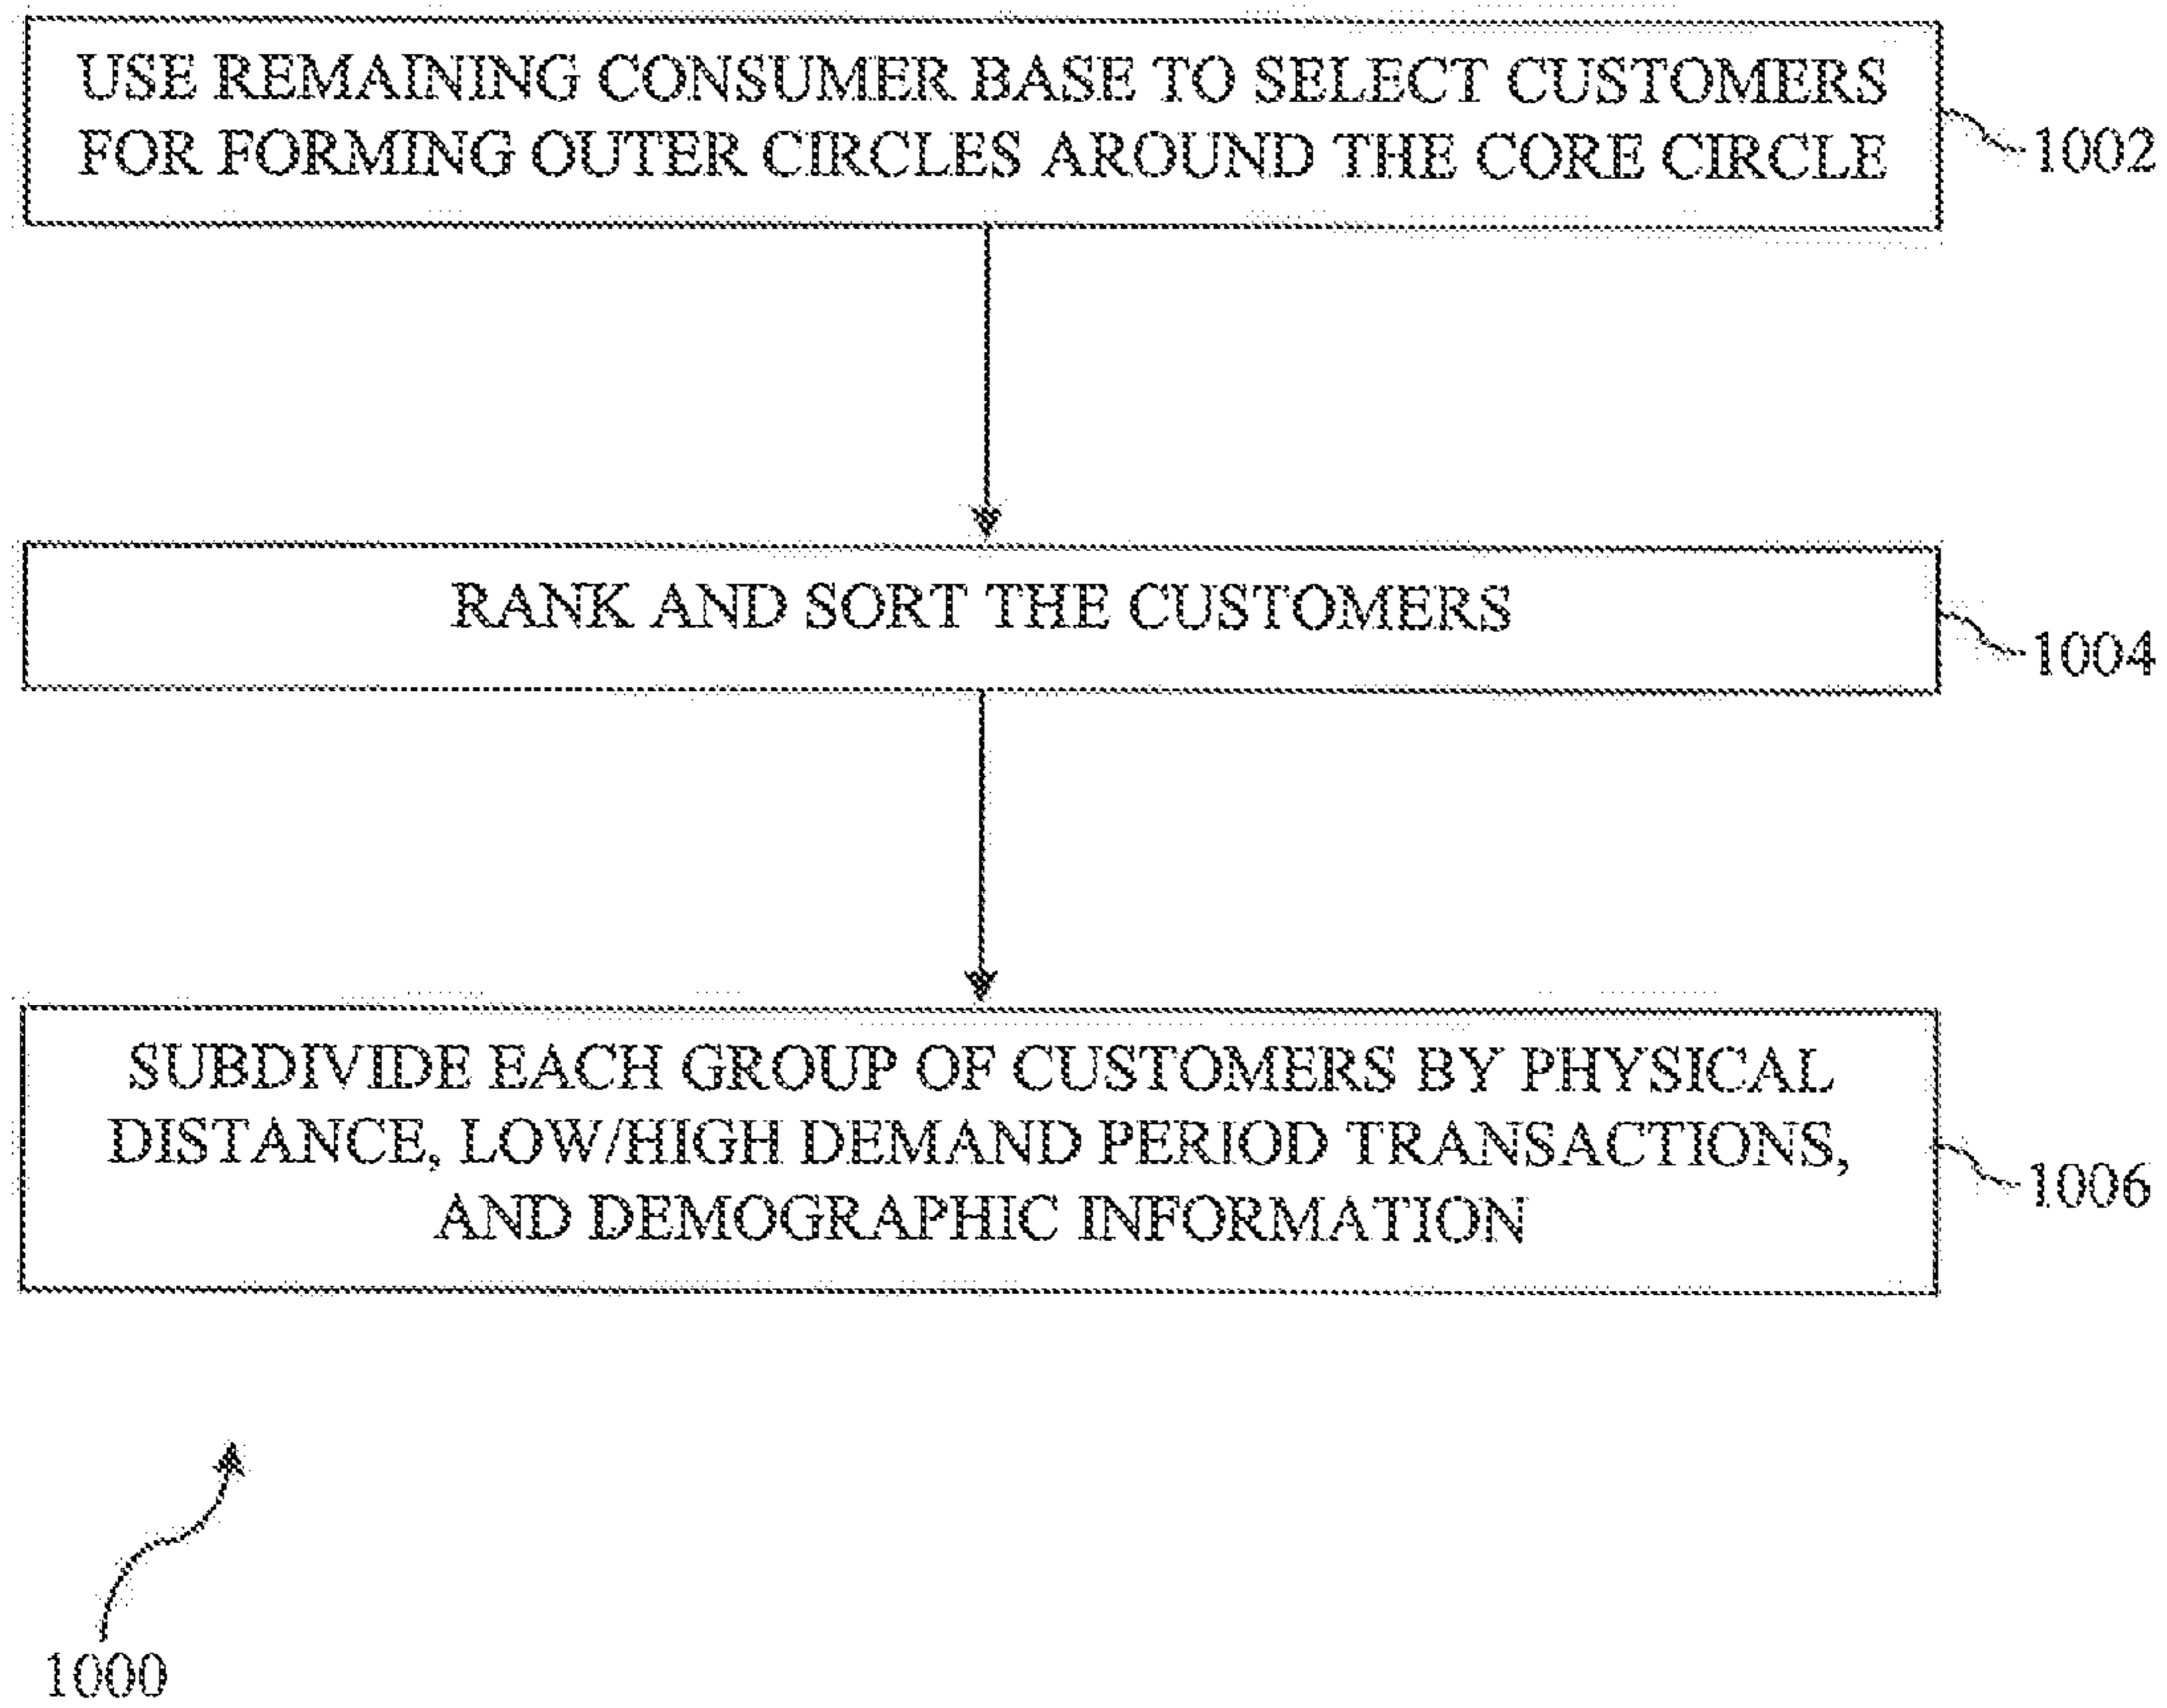 USE REMAINING CONSUMER BASE TO SELECT CUSTOMERS
FOR FORMING OUTER CIRCLES AROUND THE CORE CIRCLE
1002
RANK AND SORT THE CUSTOMERS
1004
SUBDIVIDE EACH GROUP OF CUSTOMERS BY PHYSICAL
DISTANCE, LOW/HIGH DEMAND PERIOD TRANSACTIONS,
AND DEMOGRAPHIC INFORMATION
1006
1000